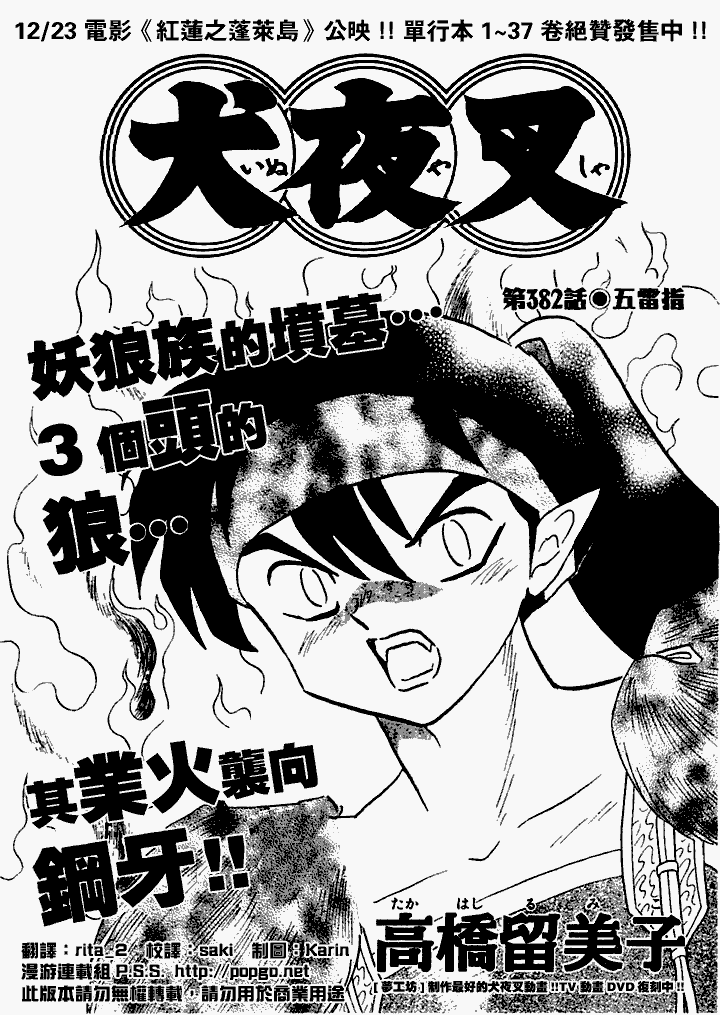 12/23 電影《紅蓮之蓬萊島》公映 !! 單行本 1~37 卷絕贊發售中 !!
犬夜叉
いぬ や しゃ
第382話●五雷指
妖狼族的墳墓…
3 個頭的
狼…
其業火襲向
鋼牙!!
たか はし る み こ
高橋留美子
翻譯：rita_2 校譯：saki 制圖：Karin
漫游連載組 P.S.S. http://popgo.net
此版本請勿無權轉載，請勿用於商業用途
[ 夢工坊 ] 制作最好的犬夜叉動畫 !!TV 動畫 DVD 復刻中 !!